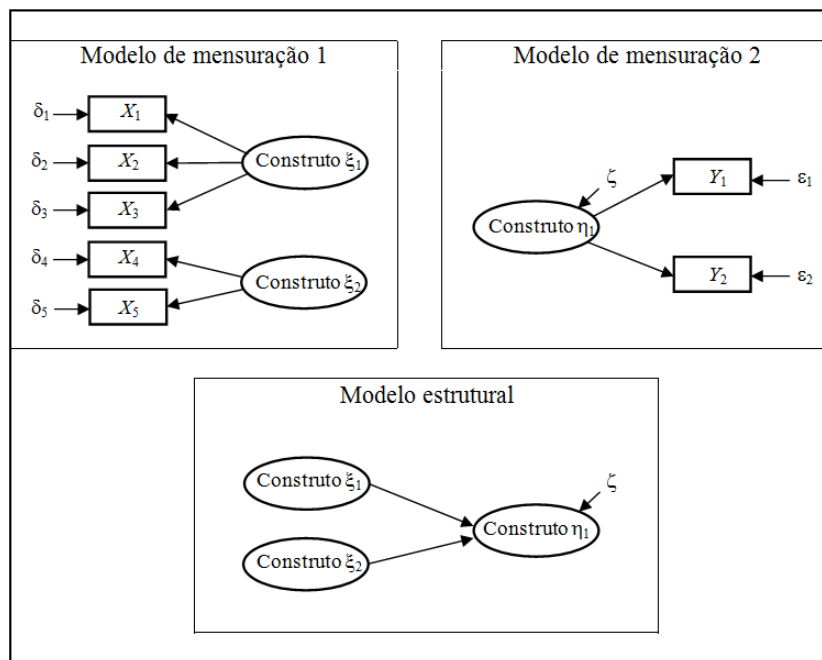 Modelo de mensuração 1
δ1
X1
δ2
X2
Construto ξ1
δ3
X3
δ4
X4
Construto ξ2
δ5
X5
Modelo de mensuração 2
ζ
Y1
ε1
Construto η1
Y2
ε2
Modelo estrutural
Construto ξ1
ζ
Construto η1
Construto ξ2